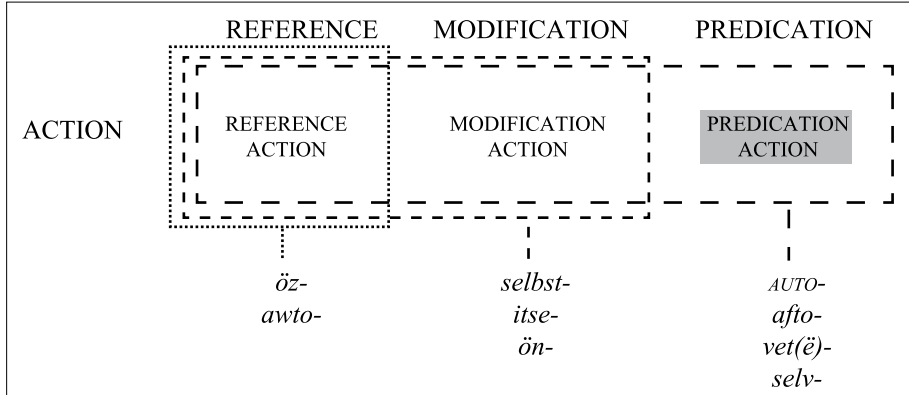 REFERENCE MODIFICATION PREDICATION
ACTION
REFERENCE ACTION
MODIFICATION ACTION
PREDICATION ACTION
öz-
awto-
selbst-
itse-
ön-
AUTO-
afto-
vet(ë)-
selv-